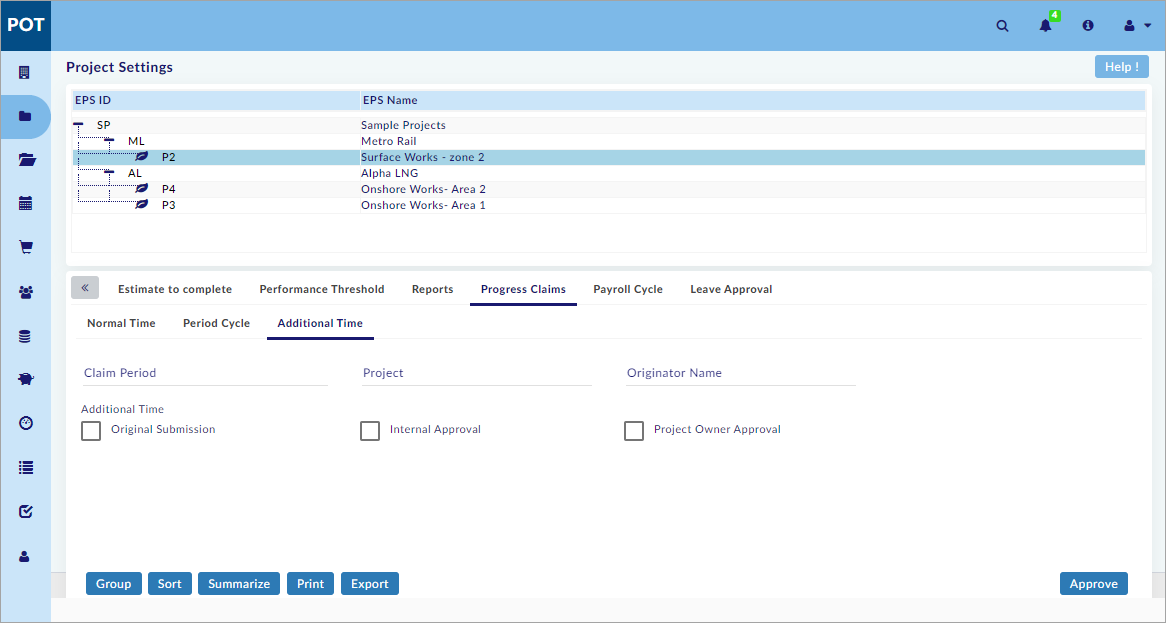 POT
4
Project Settings
Help !
EPS ID EPS Name
SP Sample Projects
ML Metro Rail
P2 Surface Works - zone 2
AL Alpha LNG
P4 Onshore Works- Area 2
P3 Onshore Works- Area 1
« Estimate to complete Performance Threshold Reports Progress Claims Payroll Cycle Leave Approval
Normal Time Period Cycle Additional Time
Claim Period Project Originator Name
Additional Time
Original Submission Internal Approval Project Owner Approval
Group Sort Summarize Print Export Approve